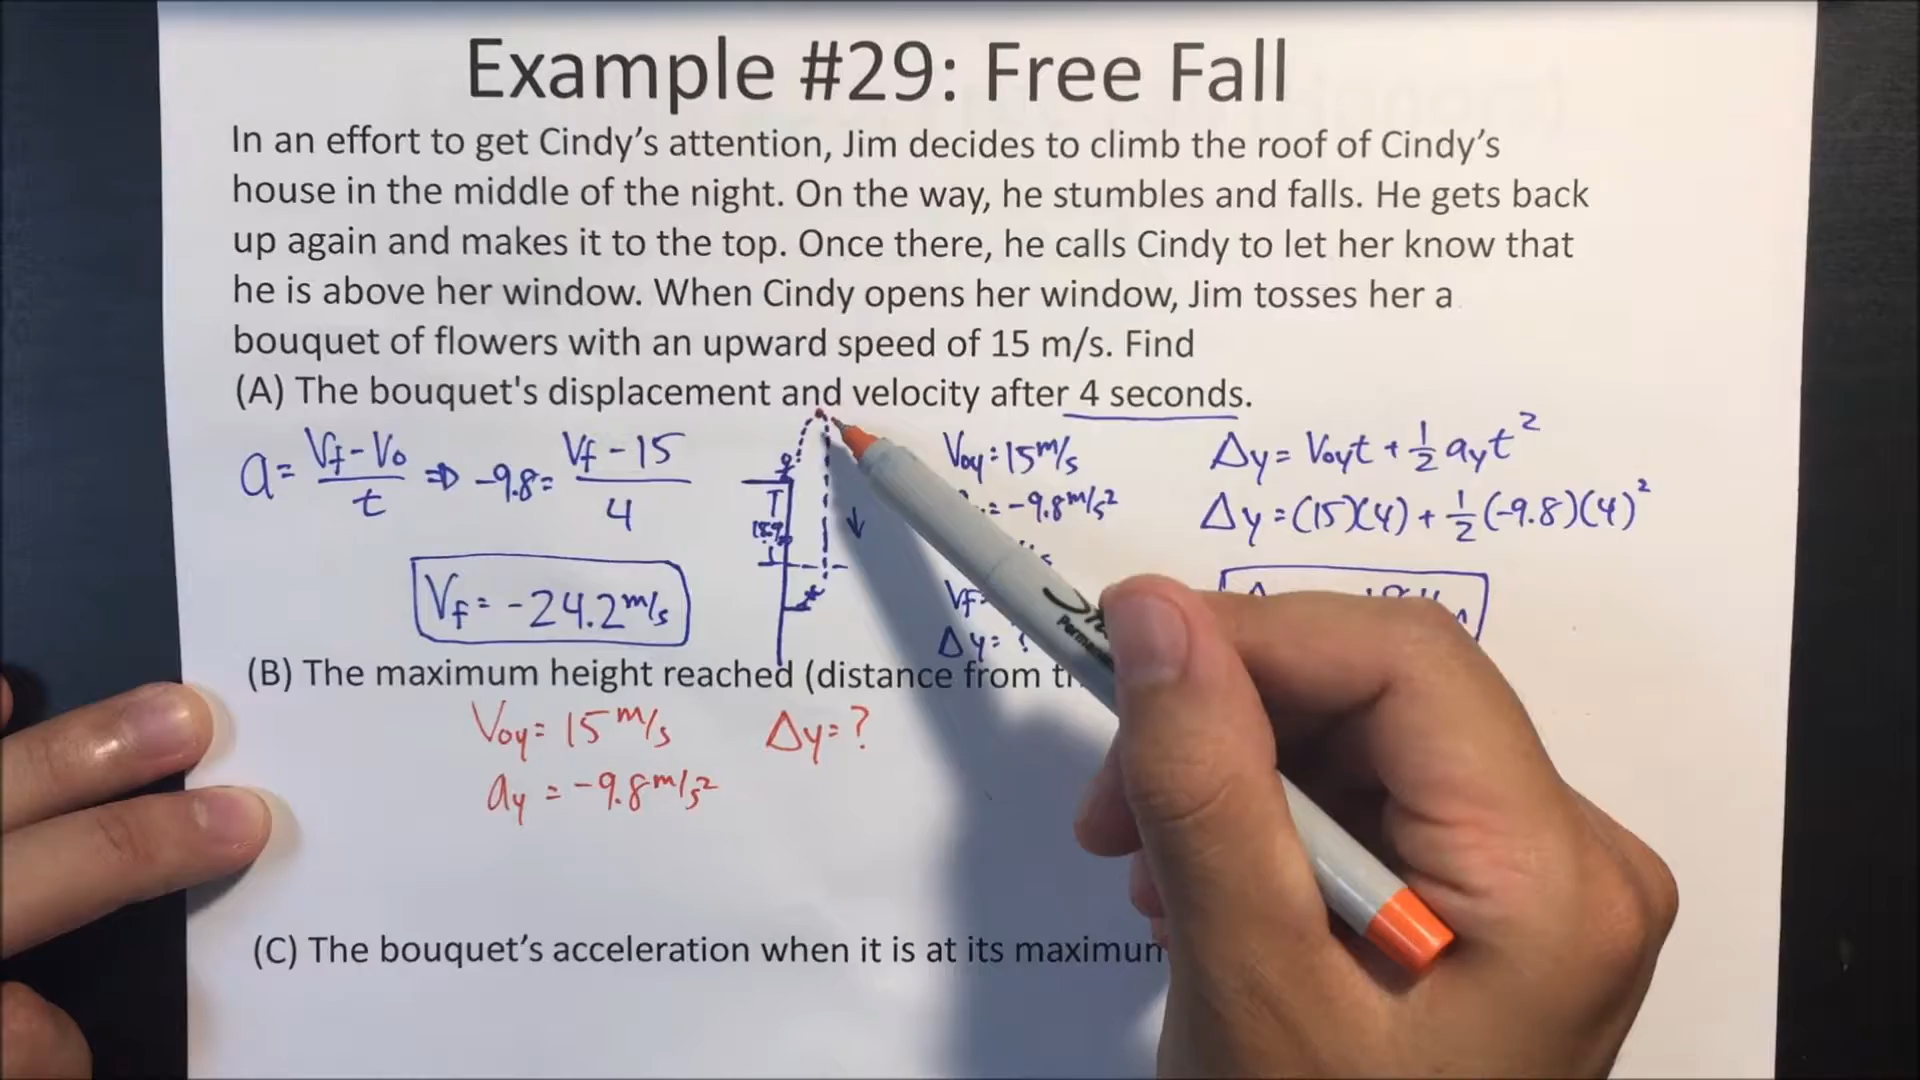 Example #29: Free Fall
In an effort to get Cindy’s attention, Jim decides to climb the roof of Cindy’s
house in the middle of the night. On the way, he stumbles and falls. He gets back
up again and makes it to the top. Once there, he calls Cindy to let her know that
he is above her window. When Cindy opens her window, Jim tosses her a
bouquet of flowers with an upward speed of 15 m/s. Find
(A) The bouquet's displacement and velocity after 4 seconds.
a = (Vf - Vo)/t ⇒ -9.8 = (Vf - 15)/4
Vf = -24.2 m/s
Voy = 15 m/s
= -9.8 m/s²
Vf =
Δy = ?
Δy = Voyt + 1/2 ayt²
Δy = (15)(4) + 1/2 (-9.8)(4)²
(B) The maximum height reached (distance from
Voy = 15 m/s Δy = ?
ay = -9.8 m/s²
(C) The bouquet’s acceleration when it is at its